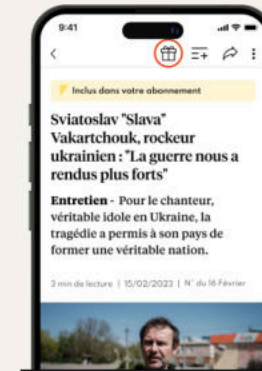 9:41
Inclus dans votre abonnement
Sviatoslav "Slava"
Vakartchouk, rockeur
ukrainien : "La guerre nous a
rendus plus forts"
Entretien - Pour le chanteur,
véritable idole en Ukraine, la
tragédie a permis à son pays de
former une véritable nation.
3 min de lecture | 15/02/2023 | N° du 16 Février